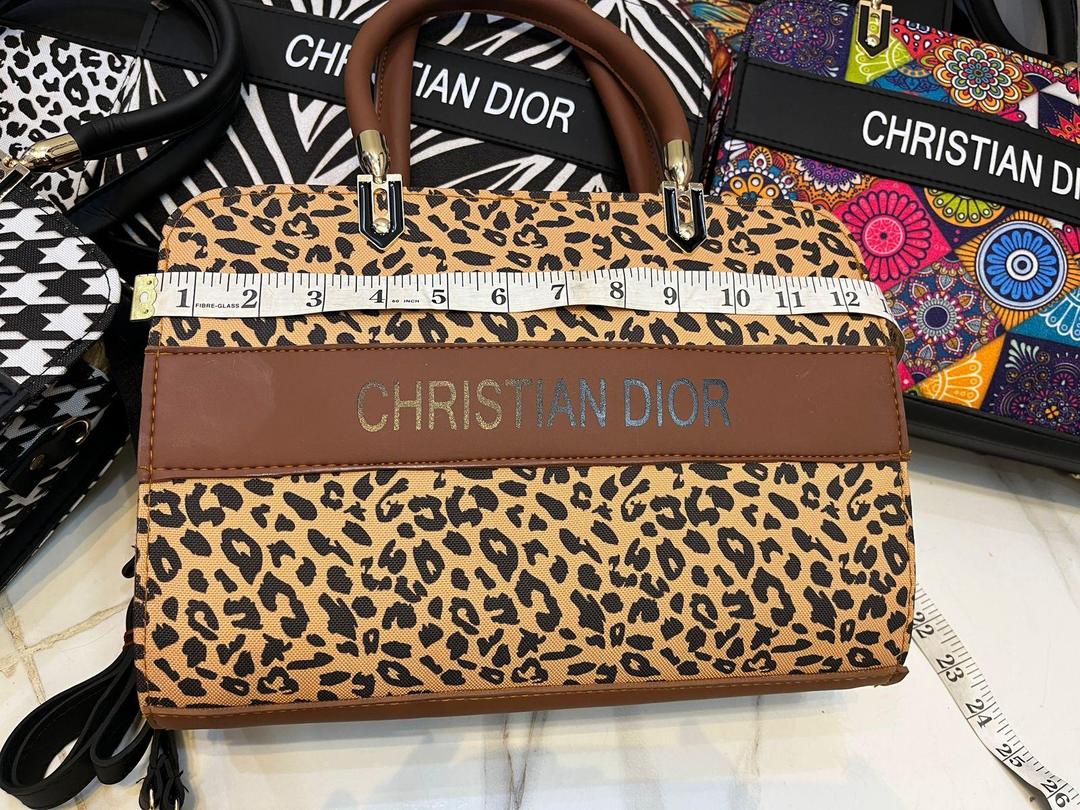 CHRISTIAN DIOR
CHRISTIAN DI
1 2 3 4 5 6 7 8 9 10 11 12
FIBRE-GLASS
60 INCH
CHRISTIAN DIOR
22
23
24
25
26